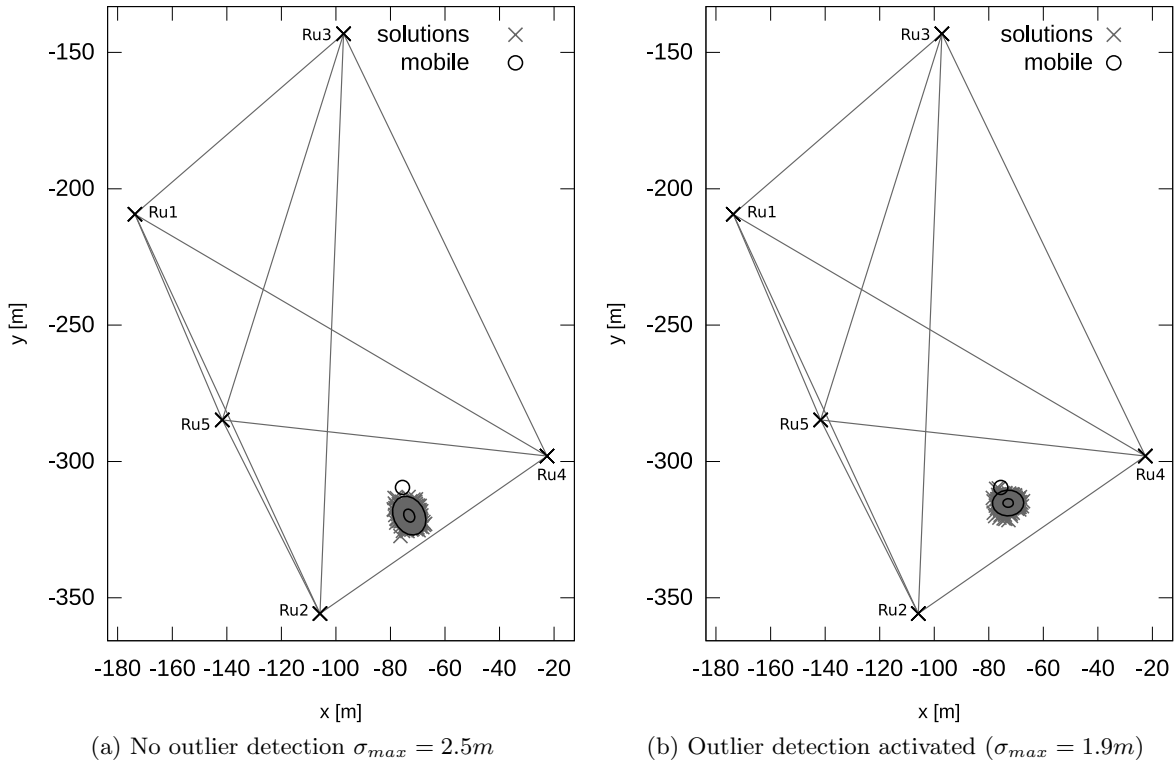 Ru3
solutions
mobile
-150
-200
-250
-300
-350
Ru1
Ru5
Ru4
Ru2
y [m]
-180 -160 -140 -120 -100 -80 -60 -40 -20
x [m]
(a) No outlier detection σmax = 2.5m
Ru3
solutions
mobile
-150
-200
-250
-300
-350
Ru1
Ru5
Ru4
Ru2
y [m]
-180 -160 -140 -120 -100 -80 -60 -40 -20
x [m]
(b) Outlier detection activated (σmax = 1.9m)